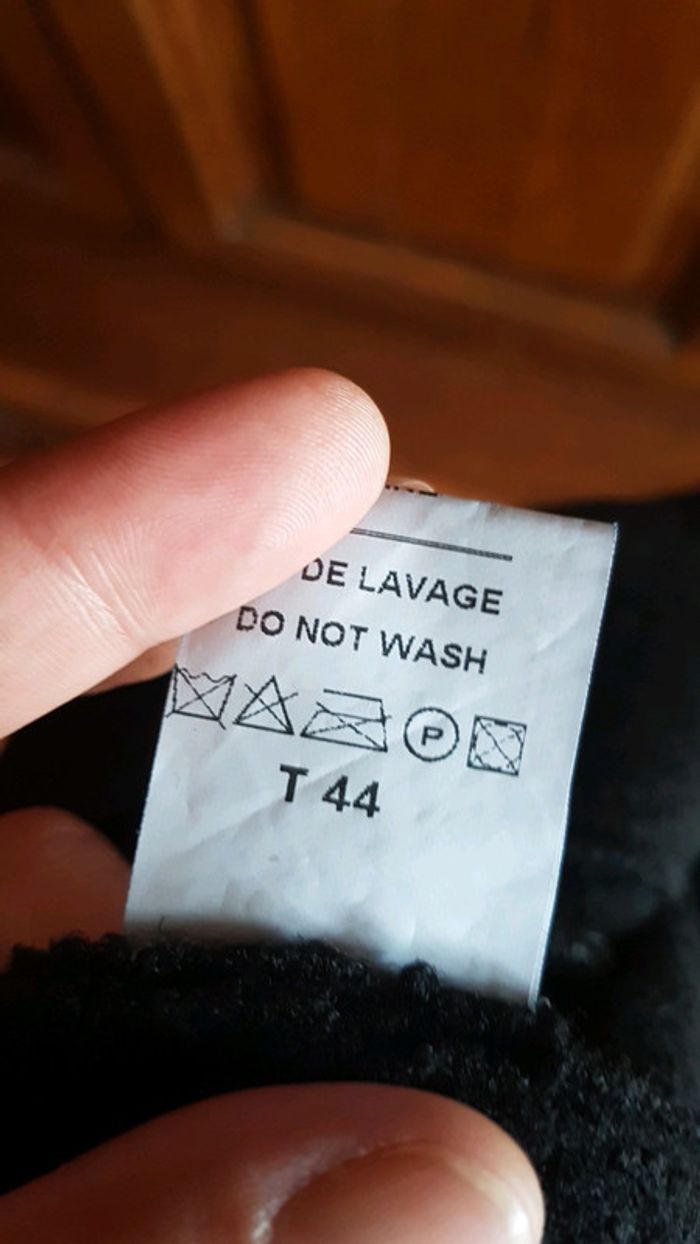 DE LAVAGE
DO NOT WASH
P
T 44